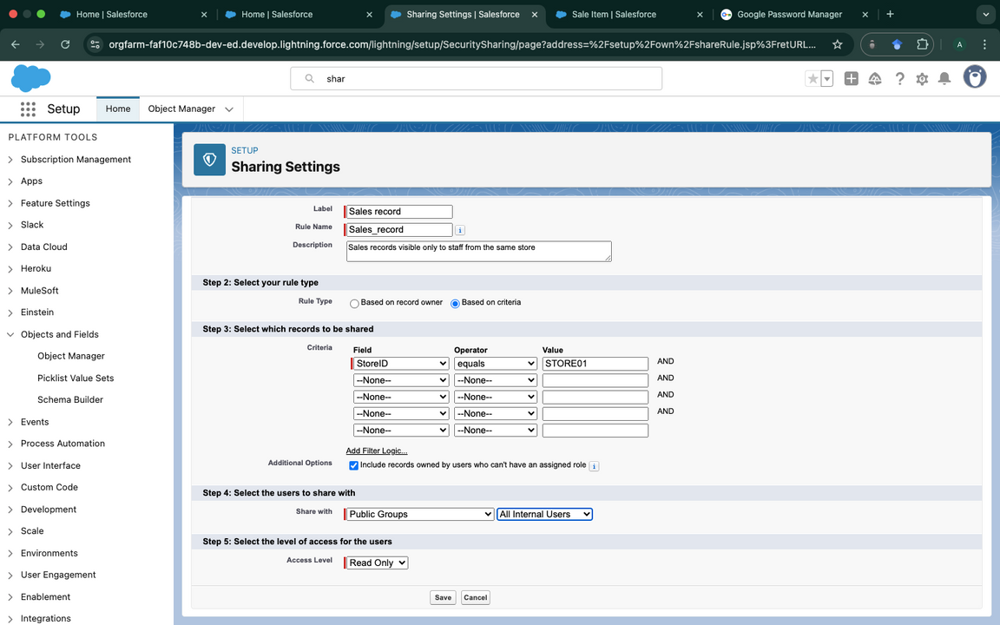 Home | Salesforce
Home | Salesforce
Sharing Settings | Salesforce
Sale Item | Salesforce
Google Password Manager
orgfarm-faf10c748b-dev-ed.develop.lightning.force.com/lightning/setup/SecuritySharing/page?address=%2Fsetup%2Fown%2FshareRule.jsp%3FretURL...
A
shar
Setup
Home
Object Manager
PLATFORM TOOLS
Subscription Management
Apps
Feature Settings
Slack
Data Cloud
Heroku
MuleSoft
Einstein
Objects and Fields
Object Manager
Picklist Value Sets
Schema Builder
Events
Process Automation
User Interface
Custom Code
Development
Scale
Environments
User Engagement
Enablement
Integrations
SETUP
Sharing Settings
Label Sales record
Rule Name Sales_record i
Description Sales records visible only to staff from the same store
Step 2: Select your rule type
Rule Type Based on record owner Based on criteria
Step 3: Select which records to be shared
Criteria Field Operator Value
StoreID equals STORE01 AND
--None-- --None-- AND
--None-- --None-- AND
--None-- --None-- AND
--None-- --None--
Add Filter Logic...
Additional Options Include records owned by users who can't have an assigned role i
Step 4: Select the users to share with
Share with Public Groups All Internal Users
Step 5: Select the level of access for the users
Access Level Read Only
Save Cancel